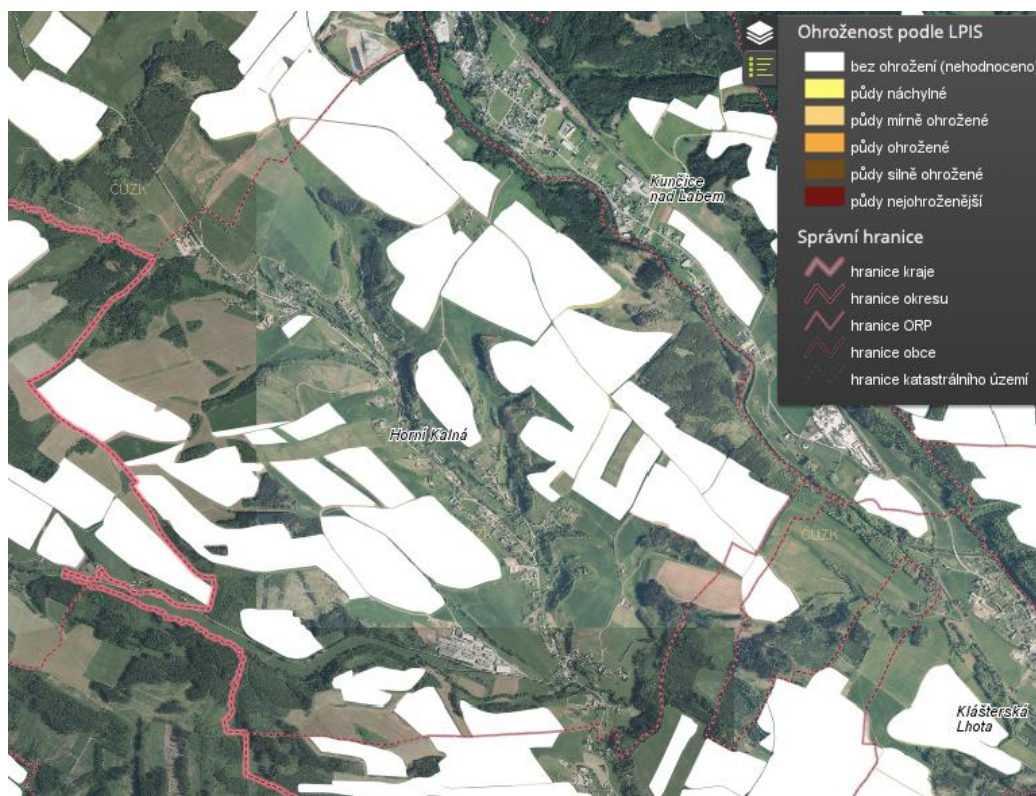 Ohroženost podle LPIS
bez ohrožení (nehodnoceno)
půdy náchylné
půdy mírně ohrožené
půdy ohrožené
půdy silně ohrožené
půdy nejohroženější
Správní hranice
hranice kraje
hranice okresu
hranice ORP
hranice obce
hranice katastrálního území
ČÚZK
Kunčice
nad Labem
Horní Kalná
ČÚZK
Klášterská
Lhota